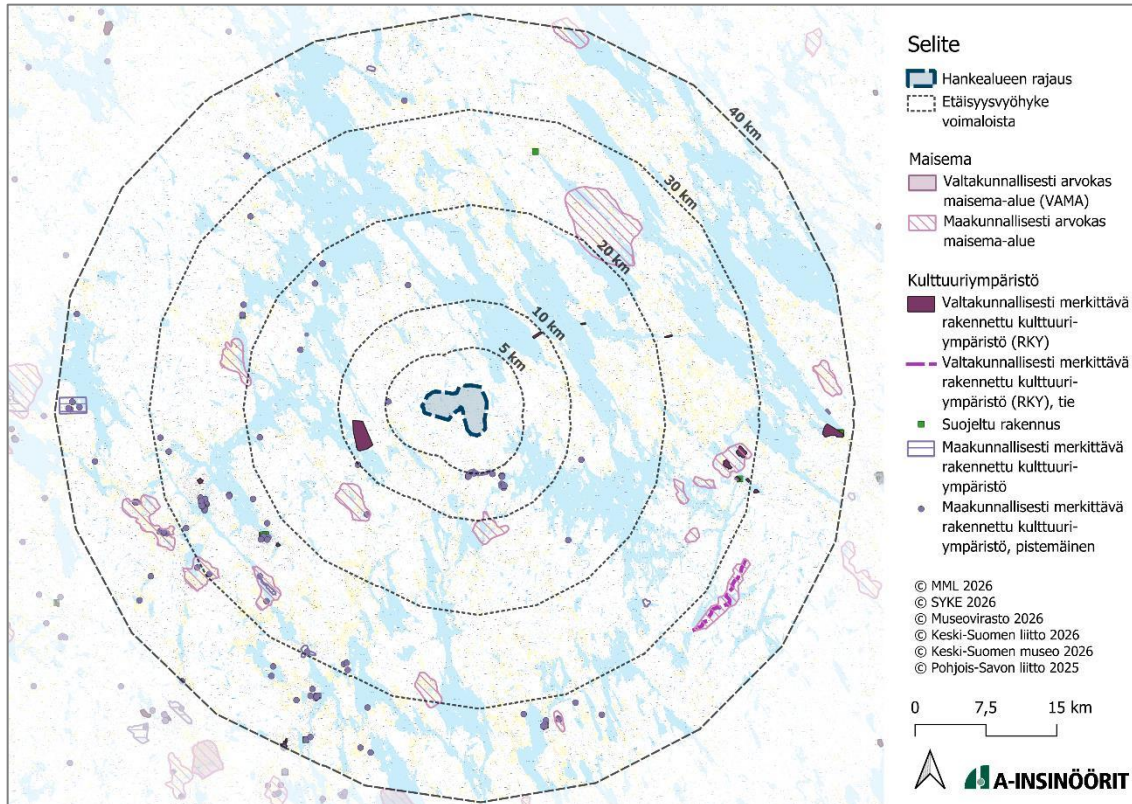 40 km
30 km
20 km
10 km
5 km
Selite
Hankealueen rajaus
Etäisyysvyöhyke
voimaloista
Maisema
Valtakunnallisesti arvokas
maisema-alue (VAMA)
Maakunnallisesti arvokas
maisema-alue
Kulttuuriympäristö
Valtakunnallisesti merkittävä
rakennettu kulttuuri-
ympäristö (RKY)
Valtakunnallisesti merkittävä
rakennettu kulttuuri-
ympäristö (RKY), tie
Suojeltu rakennus
Maakunnallisesti merkittävä
rakennettu kulttuuri-
ympäristö
Maakunnallisesti merkittävä
rakennettu kulttuuri-
ympäristö, pistemäinen
© MML 2026
© SYKE 2026
© Museovirasto 2026
© Keski-Suomen liitto 2026
© Keski-Suomen museo 2026
© Pohjois-Savon liitto 2025
0 7,5 15 km
A-INSINÖÖRIT